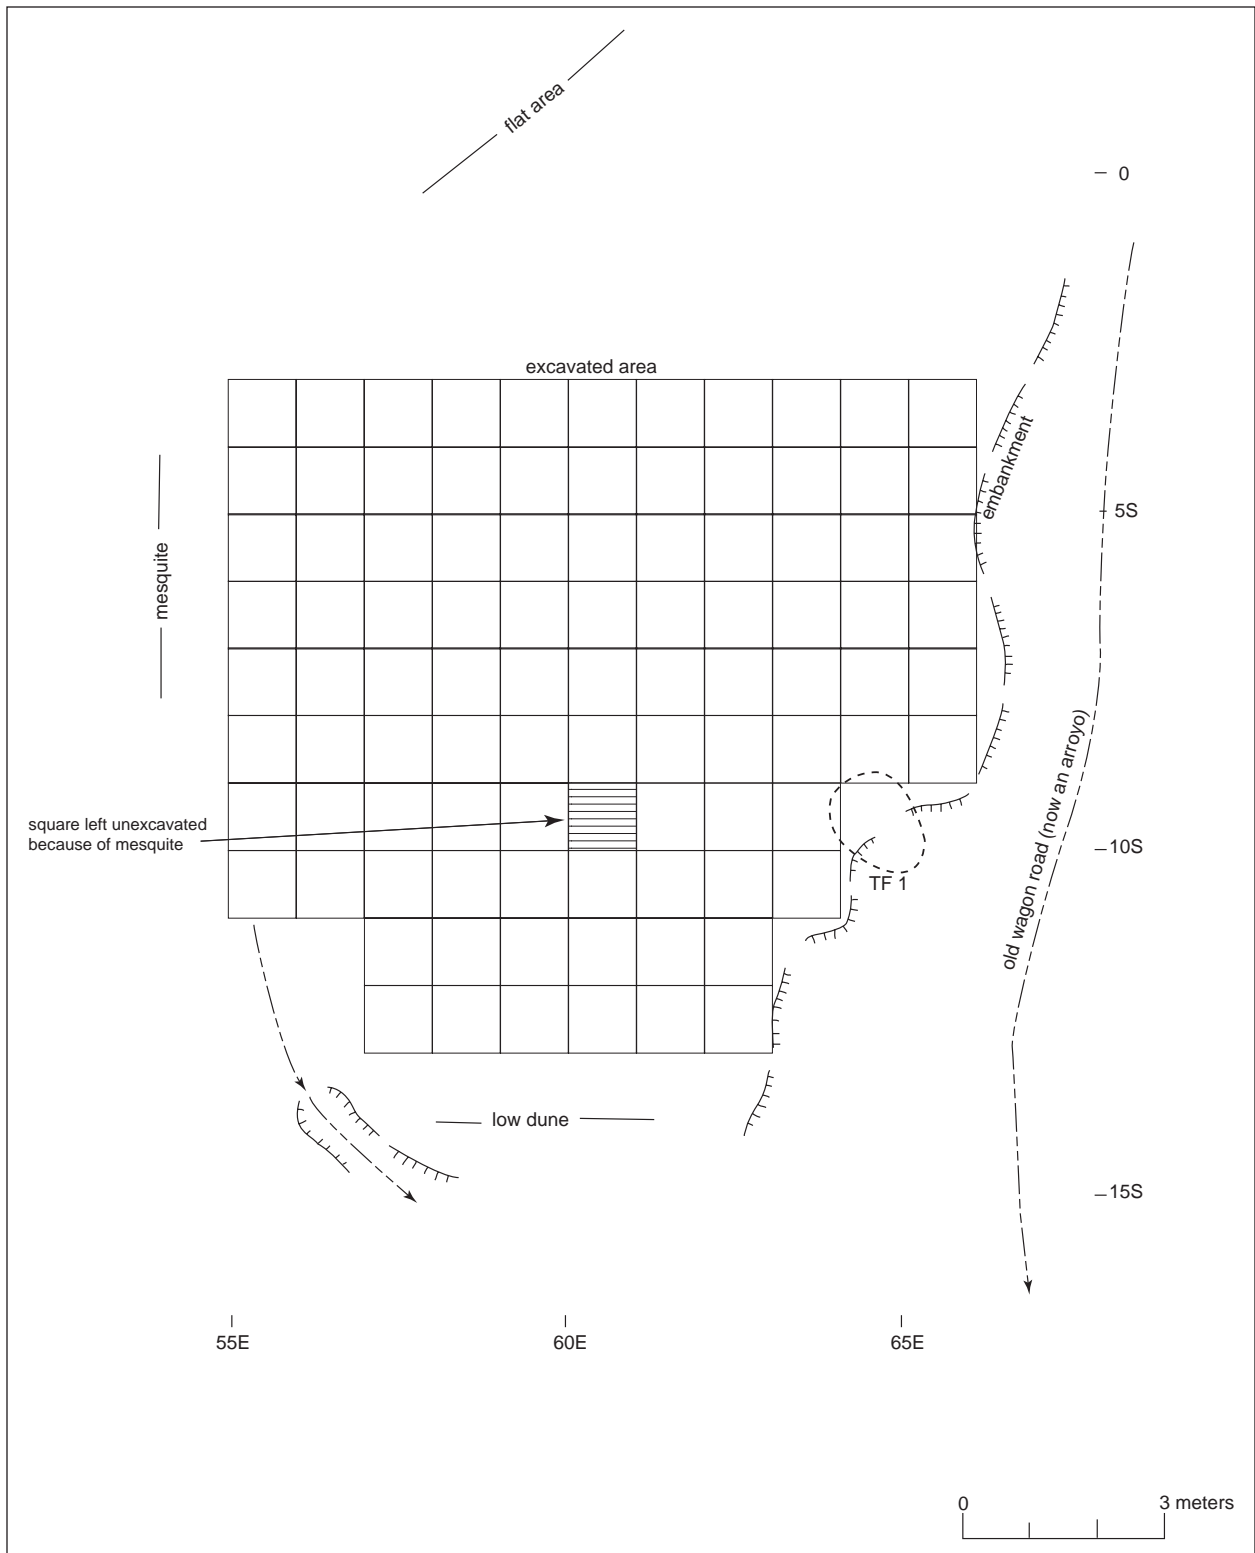 flat area
0
excavated area
embankment
5S
mesquite
old wagon road (now an arroyo)
square left unexcavated
because of mesquite
10S
TF 1
low dune
15S
55E
60E
65E
0
3 meters